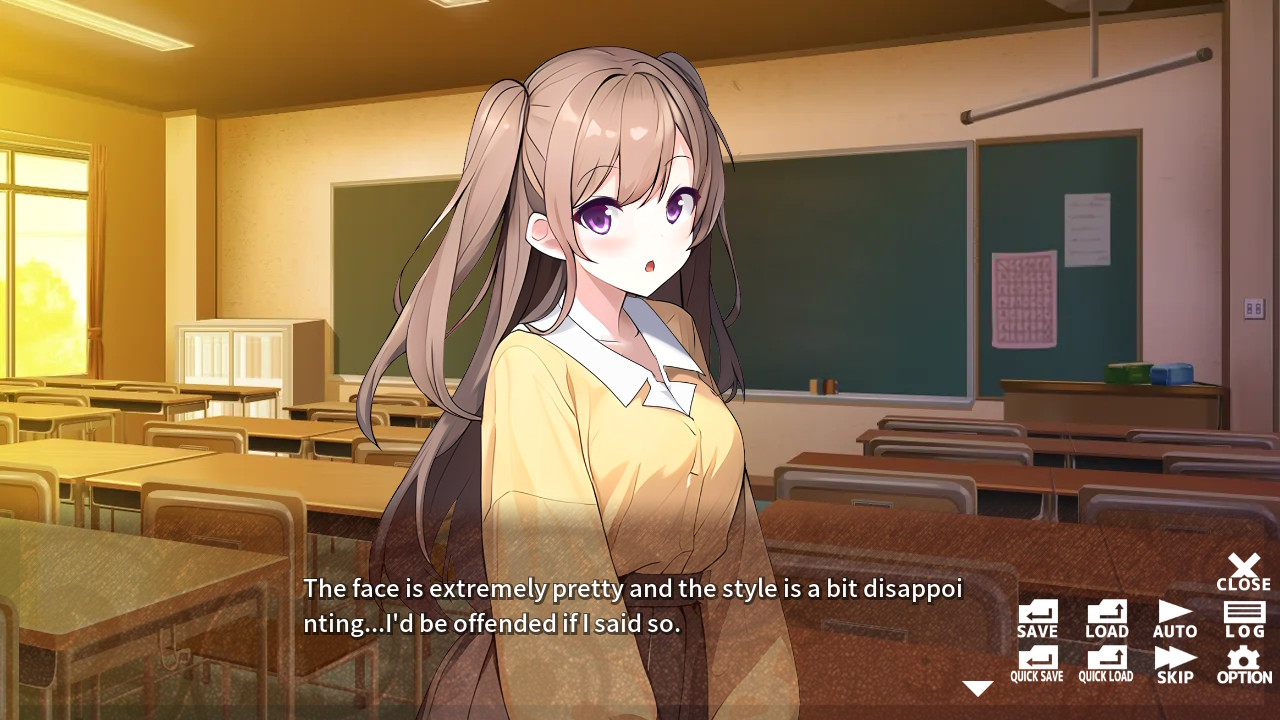 The face is extremely pretty and the style is a bit disappoi
nting...I'd be offended if I said so.
CLOSE
SAVE
LOAD
AUTO
LOG
QUICK SAVE
QUICK LOAD
SKIP
OPTION